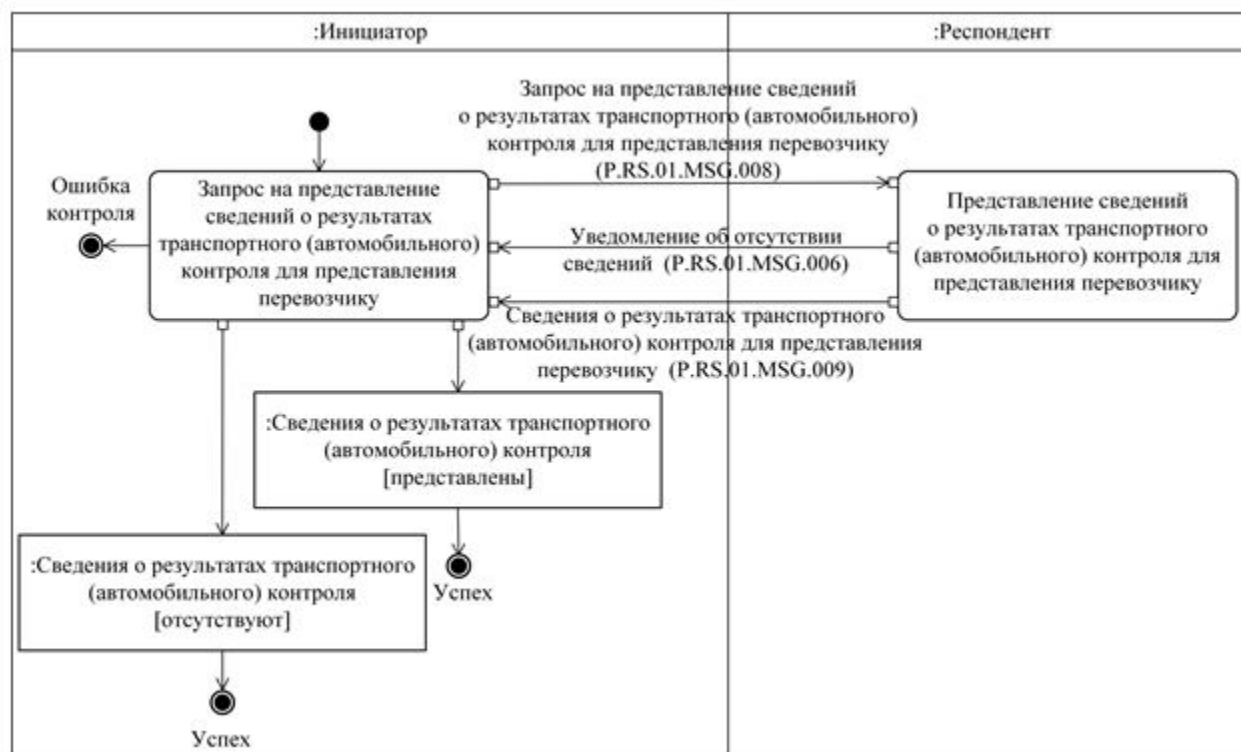 :Инициатор
:Респондент
Запрос на представление сведений
о результатах транспортного (автомобильного)
контроля для представления перевозчику
(P.RS.01.MSG.008)
Ошибка
контроля
Запрос на представление
сведений о результатах
транспортного (автомобильного)
контроля для представления
перевозчику
Уведомление об отсутствии
сведений (P.RS.01.MSG.006)
Представление сведений
о результатах транспортного
(автомобильного) контроля для
представления перевозчику
Сведения о результатах транспортного
(автомобильного) контроля для представления
перевозчику (P.RS.01.MSG.009)
:Сведения о результатах транспортного
(автомобильного) контроля
[представлены]
Успех
:Сведения о результатах транспортного
(автомобильного) контроля
[отсутствуют]
Успех